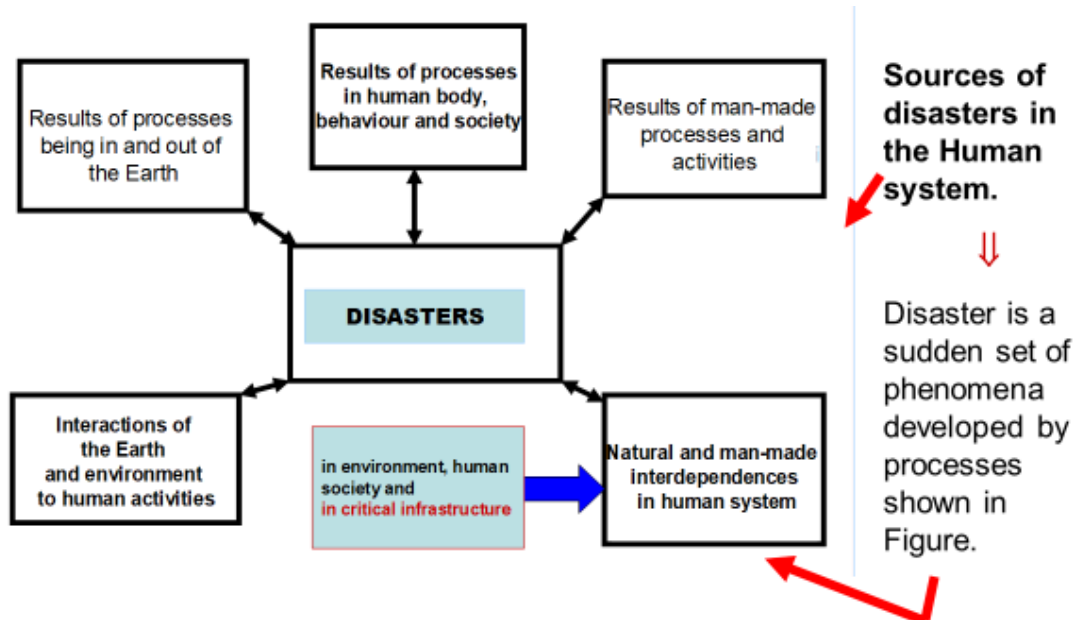 Results of processes
being in and out of
the Earth
Results of processes
in human body,
behaviour and society
Results of man-made
processes and
activities
DISASTERS
Interactions of
the Earth
and environment
to human activities
in environment, human
society and
in critical infrastructure
Natural and man-made
interdependences
in human system
Sources of
disasters in
the Human
system.
⇓
Disaster is a
sudden set of
phenomena
developed by
processes
shown in
Figure.